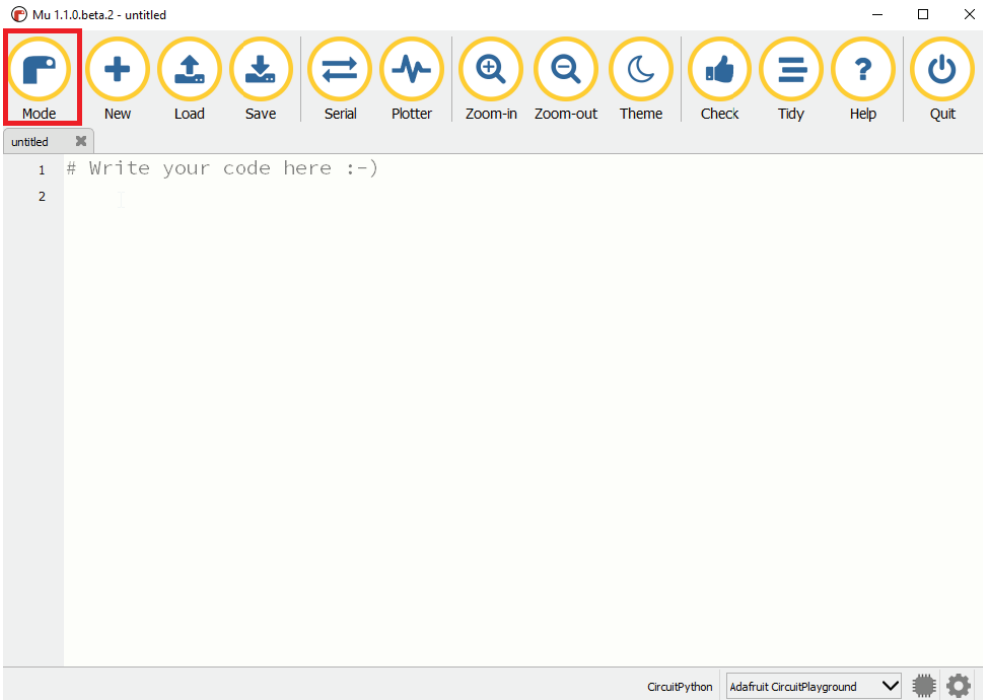 Mu 1.1.0.beta.2 - untitled
Mode New Load Save Serial Plotter Zoom-in Zoom-out Theme Check Tidy Help Quit
untitled
1 # Write your code here :-)
2
CircuitPython Adafruit CircuitPlayground